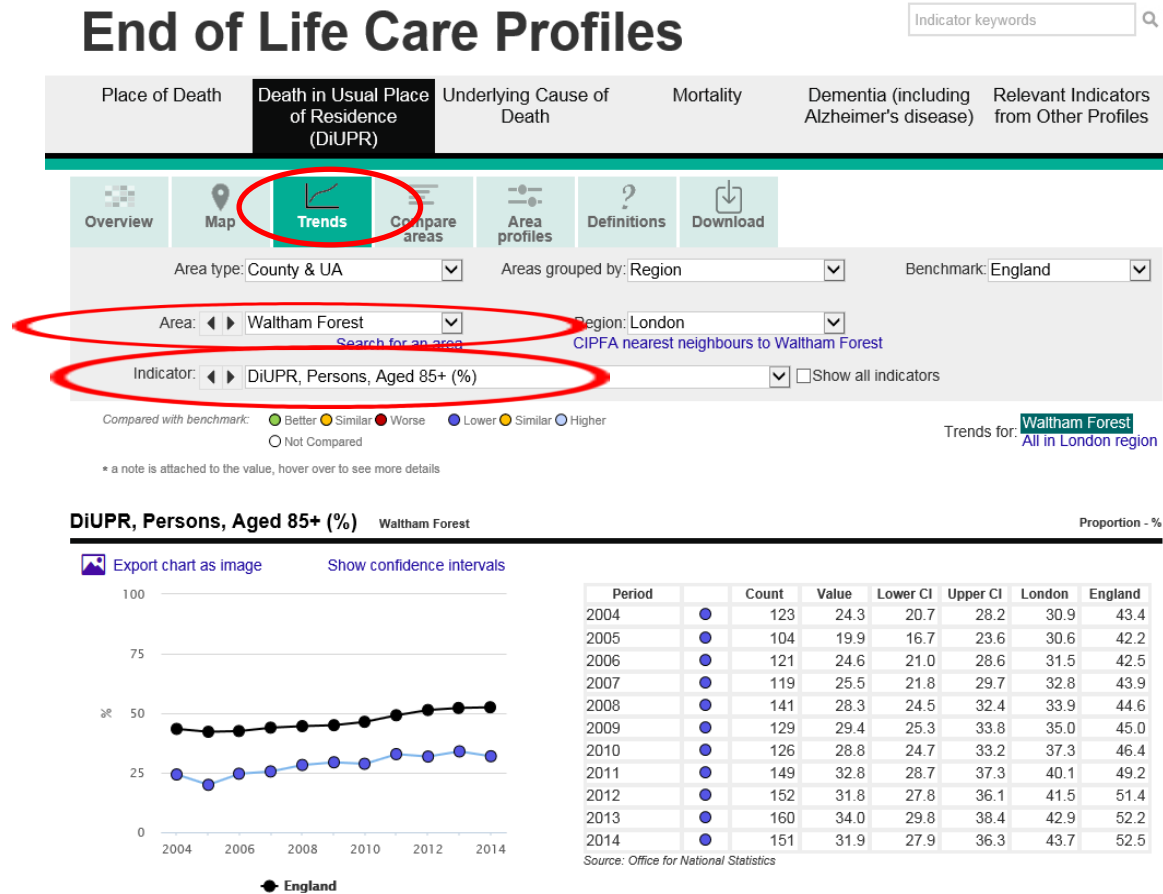 End of Life Care Profiles
Indicator keywords
Place of Death
Death in Usual Place of Residence (DiUPR)
Underlying Cause of Death
Mortality
Dementia (including Alzheimer's disease)
Relevant Indicators from Other Profiles
Overview
Map
Trends
Compare areas
Area profiles
Definitions
Download
Area type: County & UA
Areas grouped by: Region
Benchmark: England
Area: Waltham Forest
Region: London
Search for an area
CIPFA nearest neighbours to Waltham Forest
Indicator: DiUPR, Persons, Aged 85+ (%)
Show all indicators
Compared with benchmark: Better Similar Worse Lower Similar Higher
Not Compared
Trends for: Waltham Forest
All in London region
* a note is attached to the value, hover over to see more details
DiUPR, Persons, Aged 85+ (%) Waltham Forest Proportion - %
Export chart as image Show confidence intervals
100
75
50
25
0
%
2004 2006 2008 2010 2012 2014
England
Period Count Value Lower CI Upper CI London England
2004 123 24.3 20.7 28.2 30.9 43.4
2005 104 19.9 16.7 23.6 30.6 42.2
2006 121 24.6 21.0 28.6 31.5 42.5
2007 119 25.5 21.8 29.7 32.8 43.9
2008 141 28.3 24.5 32.4 33.9 44.6
2009 129 29.4 25.3 33.8 35.0 45.0
2010 126 28.8 24.7 33.2 37.3 46.4
2011 149 32.8 28.7 37.3 40.1 49.2
2012 152 31.8 27.8 36.1 41.5 51.4
2013 160 34.0 29.8 38.4 42.9 52.2
2014 151 31.9 27.9 36.3 43.7 52.5
Source: Office for National Statistics